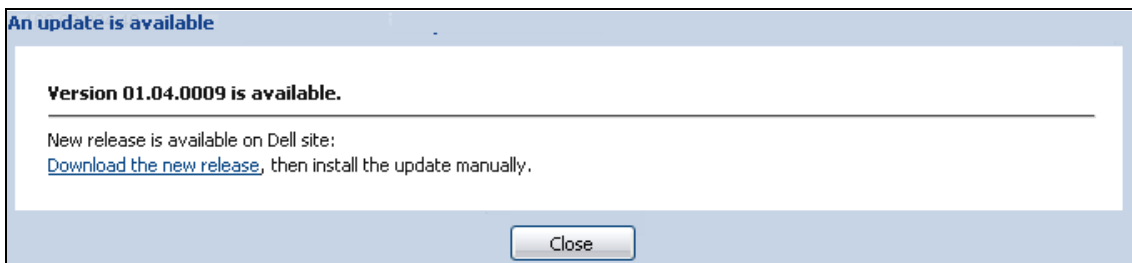 An update is available
Version 01.04.0009 is available.
New release is available on Dell site:
Download the new release, then install the update manually.
Close